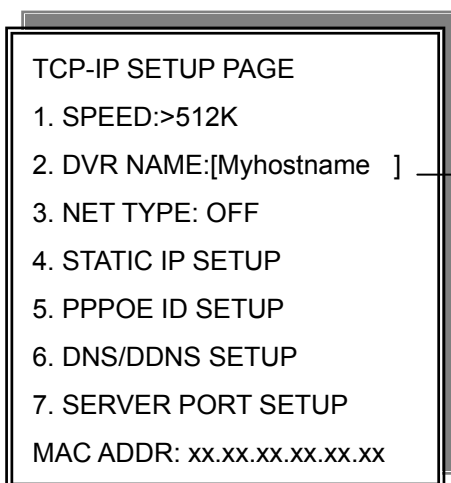 TCP-IP SETUP PAGE
1. SPEED:>512K
2. DVR NAME:[Myhostname ]
3. NET TYPE: OFF
4. STATIC IP SETUP
5. PPPOE ID SETUP
6. DNS/DDNS SETUP
7. SERVER PORT SETUP
MAC ADDR: xx.xx.xx.xx.xx.xx